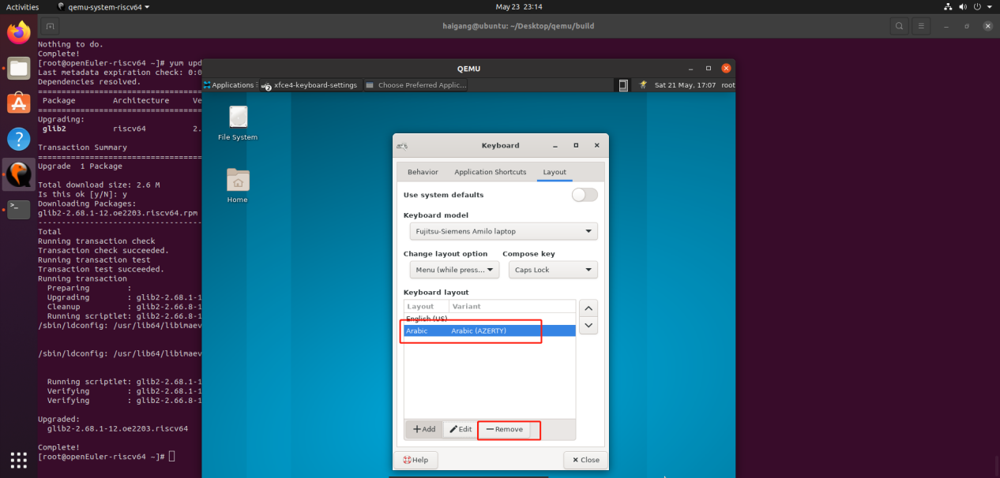 Activities
qemu-system-riscv64
May 23 23:14
haigang@ubuntu: ~/Desktop/qemu/build
Nothing to do.
Complete!
[root@openEuler-riscv64 ~]# yum upd
Last metadata expiration check: 0:0
Dependencies resolved.
================================
Package Architecture Ve
================================
Upgrading:
glib2 riscv64 2.
Transaction Summary
================================
Upgrade 1 Package
Total download size: 2.6 M
Is this ok [y/N]: y
Downloading Packages:
glib2-2.68.1-12.oe2203.riscv64.rpm
--------------------------------
Total
Running transaction check
Transaction check succeeded.
Running transaction test
Transaction test succeeded.
Running transaction
Preparing :
Upgrading : glib2-2.68.1-1
Cleanup : glib2-2.66.8-1
Running scriptlet: glib2-2.66.8-1
/sbin/ldconfig: /usr/lib64/libimaev
/sbin/ldconfig: /usr/lib64/libimaev
Running scriptlet: glib2-2.68.1-1
Verifying : glib2-2.68.1-1
Verifying : glib2-2.66.8-1
Upgraded:
glib2-2.68.1-12.oe2203.riscv64
Complete!
[root@openEuler-riscv64 ~]#
QEMU
Applications
xfce4-keyboard-settings
Choose Preferred Applic...
Sat 21 May, 17:07 root
File System
Home
Keyboard
Behavior Application Shortcuts Layout
Use system defaults
Keyboard model
Fujitsu-Siemens Amilo laptop
Change layout option Compose key
Menu (while press... Caps Lock
Keyboard layout
Layout Variant
English (US)
Arabic Arabic (AZERTY)
Add Edit Remove
Help Close